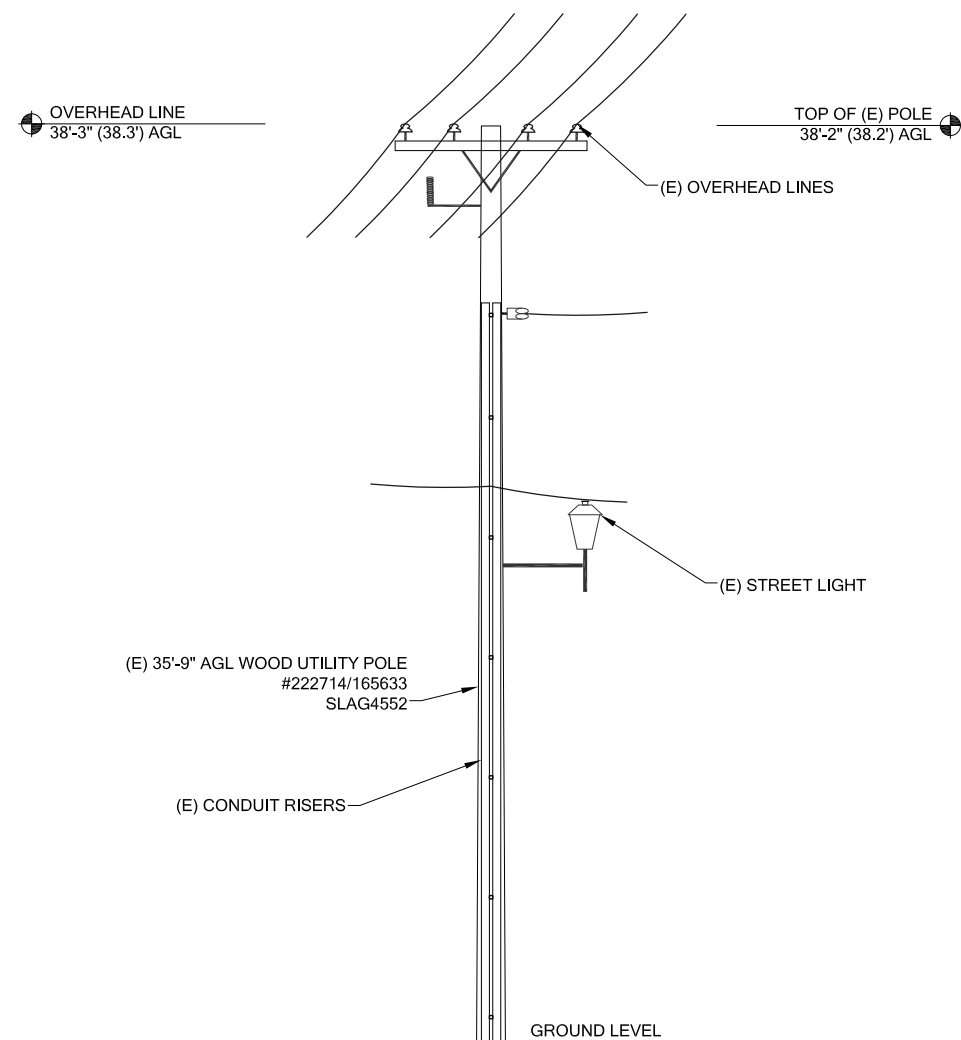 OVERHEAD LINE
38'-3" (38.3') AGL
TOP OF (E) POLE
38'-2" (38.2') AGL
(E) OVERHEAD LINES
(E) STREET LIGHT
(E) 35'-9" AGL WOOD UTILITY POLE
#222714/165633
SLAG4552
(E) CONDUIT RISERS
GROUND LEVEL